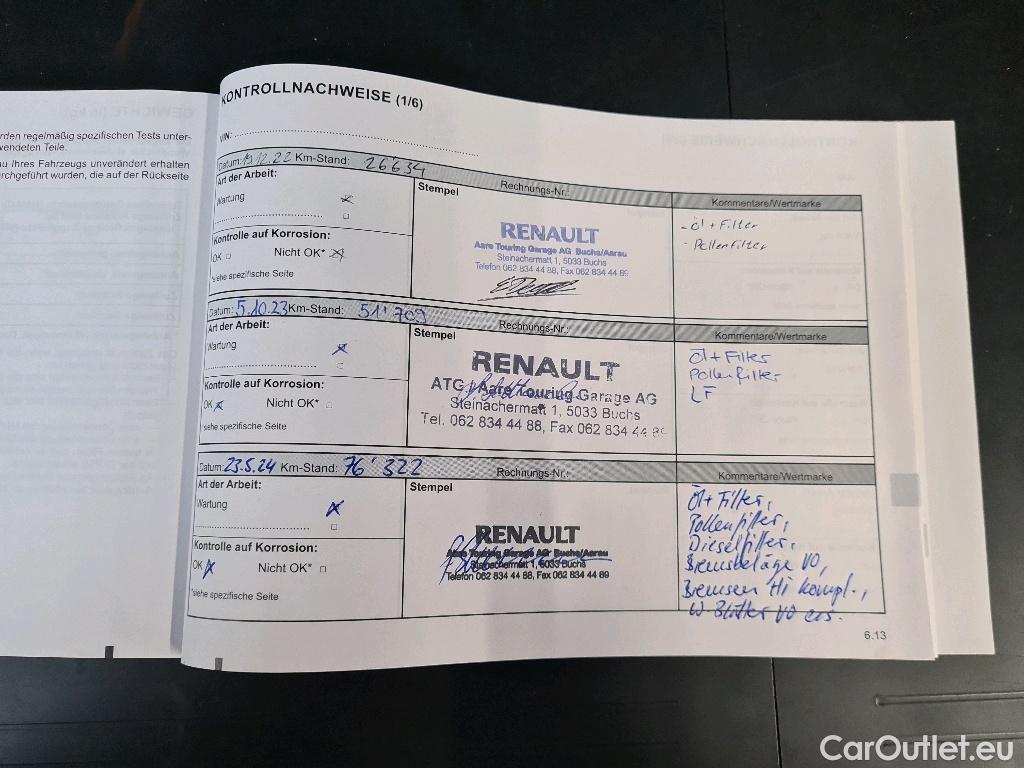 rden regelmäßig spezifischen Tests unter-
wendeten Teile.
au Ihres Fahrzeugs unverändert erhalten
urchgeführt wurden, die auf der Rückseite
KONTROLLNACHWEISE (1/6)
VIN:
Datum: 19.12.22 Km-Stand: 26634
Rechnungs-Nr.:
Kommentare/Wertmarke
Art der Arbeit:
Wartung
Kontrolle auf Korrosion:
OK
Nicht OK*
*siehe spezifische Seite
Stempel
RENAULT
Aare Touring Garage AG Buchs/Aarau
Steinachermatt 1, 5033 Buchs
Telefon 062 834 44 88, Fax 062 834 44 89
- Öl + Filter
- Pollenfilter
Datum: 5.10.23 Km-Stand: 51'709
Rechnungs-Nr.:
Kommentare/Wertmarke
Art der Arbeit:
Wartung
Kontrolle auf Korrosion:
OK
Nicht OK*
*siehe spezifische Seite
Stempel
RENAULT
ATG Aare Touring Garage AG
Steinachermatt 1, 5033 Buchs
Tel. 062 834 44 88, Fax 062 834 44 89
Öl + Filter
Pollenfilter
LF
Datum: 23.5.24 Km-Stand: 76'322
Rechnungs-Nr.:
Kommentare/Wertmarke
Art der Arbeit:
Wartung
Kontrolle auf Korrosion:
OK
Nicht OK*
*siehe spezifische Seite
Stempel
RENAULT
Aare Touring Garage AG Buchs/Aarau
Steinachermatt 1, 5033 Buchs
Telefon 062 834 44 88, Fax 062 834 44 89
Öl + Filter,
Pollenfilter,
Dieselfilter,
Bremsbeläge VO,
Bremsen Hi kompl.,
W-Blätter VO ers.
6.13
CarOutlet.eu